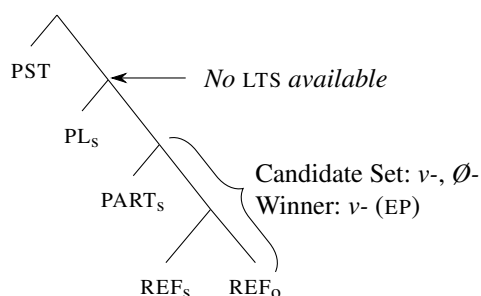 PST
No LTS available
PLs
Candidate Set: v-, Ø-
PARTs
Winner: v- (EP)
REFs REFo